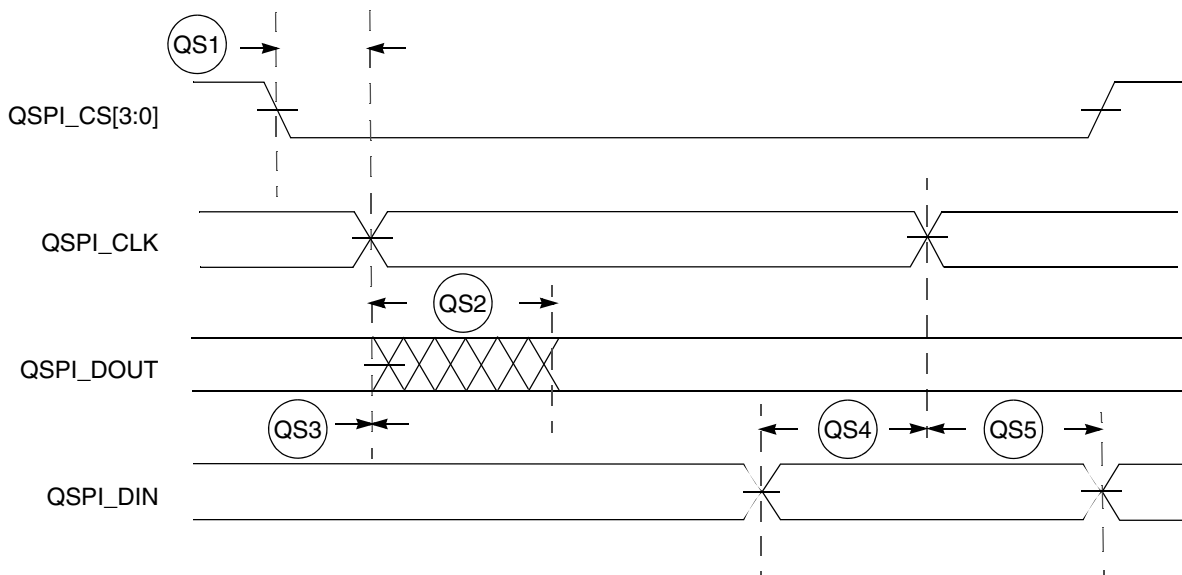 QS1
QSPI_CS[3:0]
QSPI_CLK
QS2
QSPI_DOUT
QS3
QS4
QS5
QSPI_DIN